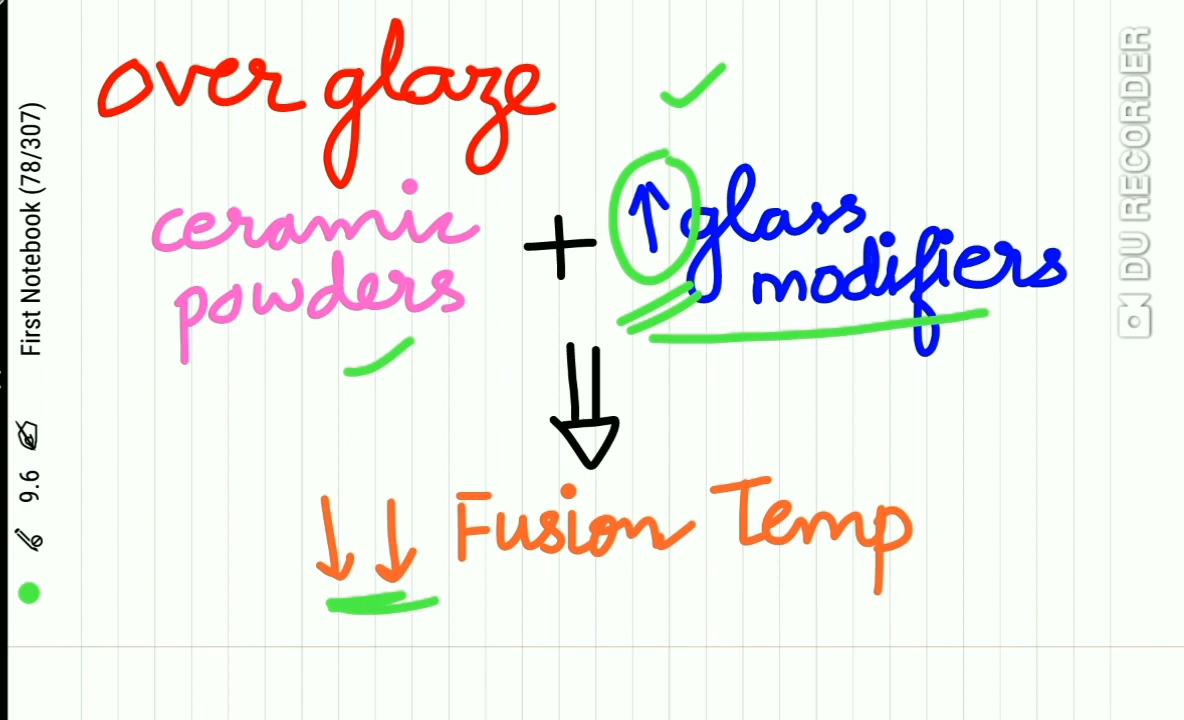 over glaze
ceramic
powders
+
↑ glass
modifiers
↓↓ Fusion Temp
First Notebook (78/307)
9.6
DU RECORDER